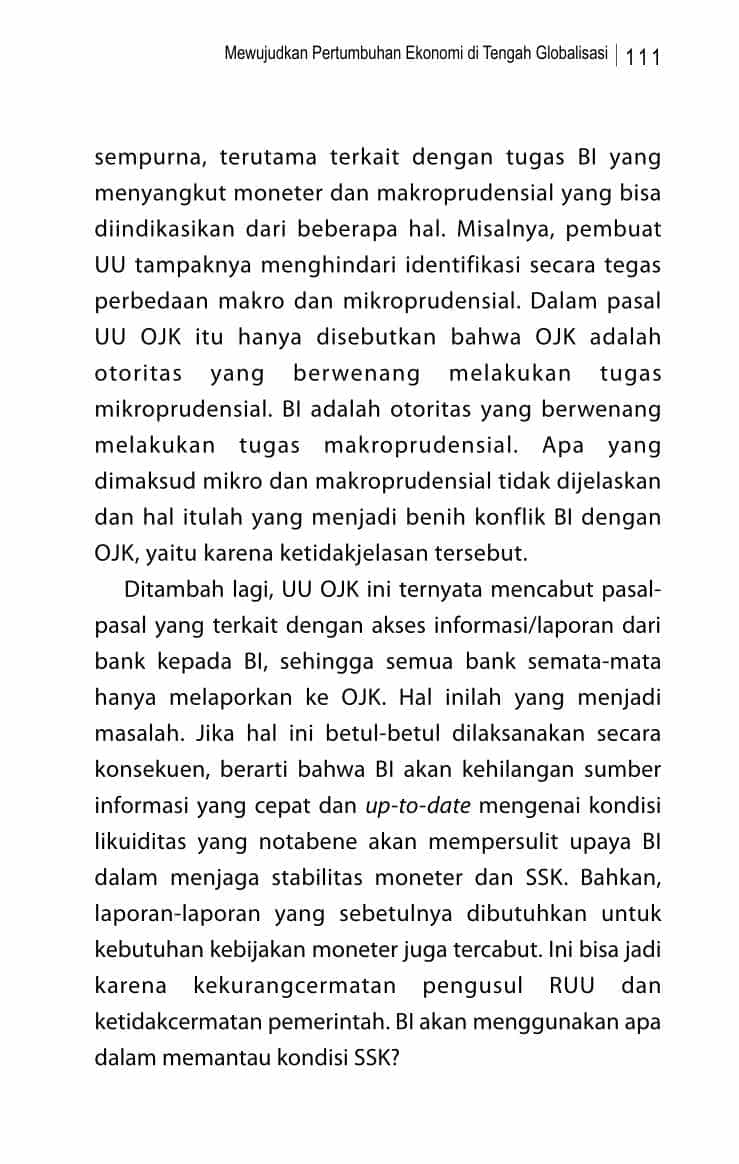 Mewujudkan Pertumbuhan Ekonomi di Tengah Globalisasi | 111
sempurna, terutama terkait dengan tugas BI yang
menyangkut moneter dan makroprudensial yang bisa
diindikasikan dari beberapa hal. Misalnya, pembuat
UU tampaknya menghindari identifikasi secara tegas
perbedaan makro dan mikroprudensial. Dalam pasal
UU OJK itu hanya disebutkan bahwa OJK adalah
otoritas yang berwenang melakukan tugas
mikroprudensial. BI adalah otoritas yang berwenang
melakukan tugas makroprudensial. Apa yang
dimaksud mikro dan makroprudensial tidak dijelaskan
dan hal itulah yang menjadi benih konflik BI dengan
OJK, yaitu karena ketidakjelasan tersebut.
Ditambah lagi, UU OJK ini ternyata mencabut pasal-
pasal yang terkait dengan akses informasi/laporan dari
bank kepada BI, sehingga semua bank semata-mata
hanya melaporkan ke OJK. Hal inilah yang menjadi
masalah. Jika hal ini betul-betul dilaksanakan secara
konsekuen, berarti bahwa BI akan kehilangan sumber
informasi yang cepat dan up-to-date mengenai kondisi
likuiditas yang notabene akan mempersulit upaya BI
dalam menjaga stabilitas moneter dan SSK. Bahkan,
laporan-laporan yang sebetulnya dibutuhkan untuk
kebutuhan kebijakan moneter juga tercabut. Ini bisa jadi
karena kekurangcermatan pengusul RUU dan
ketidakcermatan pemerintah. BI akan menggunakan apa
dalam memantau kondisi SSK?